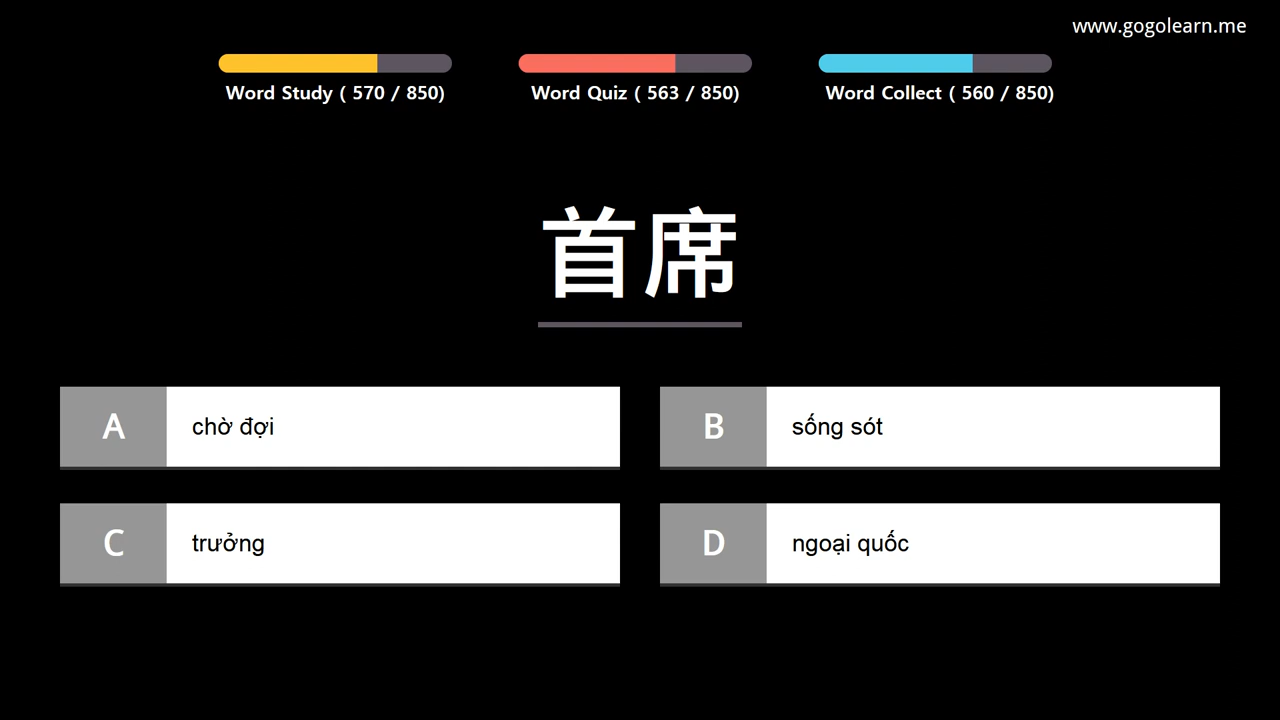 www.gogolearn.me
Word Study ( 570 / 850)
Word Quiz ( 563 / 850)
Word Collect ( 560 / 850)
首席
A chờ đợi
B sống sót
C trưởng
D ngoại quốc